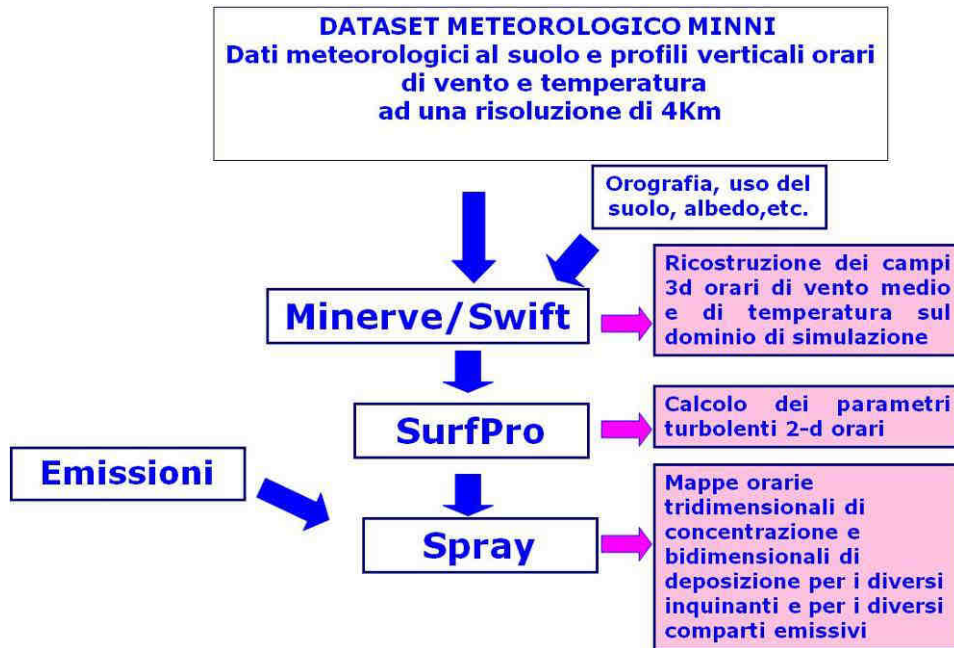 DATASET METEOROLOGICO MINNI
Dati meteorologici al suolo e profili verticali orari
di vento e temperatura
ad una risoluzione di 4Km
Orografia, uso del
suolo, albedo,etc.
Minerve/Swift
Ricostruzione dei campi
3d orari di vento medio
e di temperatura sul
dominio di simulazione
SurfPro
Calcolo dei parametri
turbolenti 2-d orari
Emissioni
Spray
Mappe orarie
tridimensionali di
concentrazione e
bidimensionali di
deposizione per i diversi
inquinanti e per i diversi
comparti emissivi